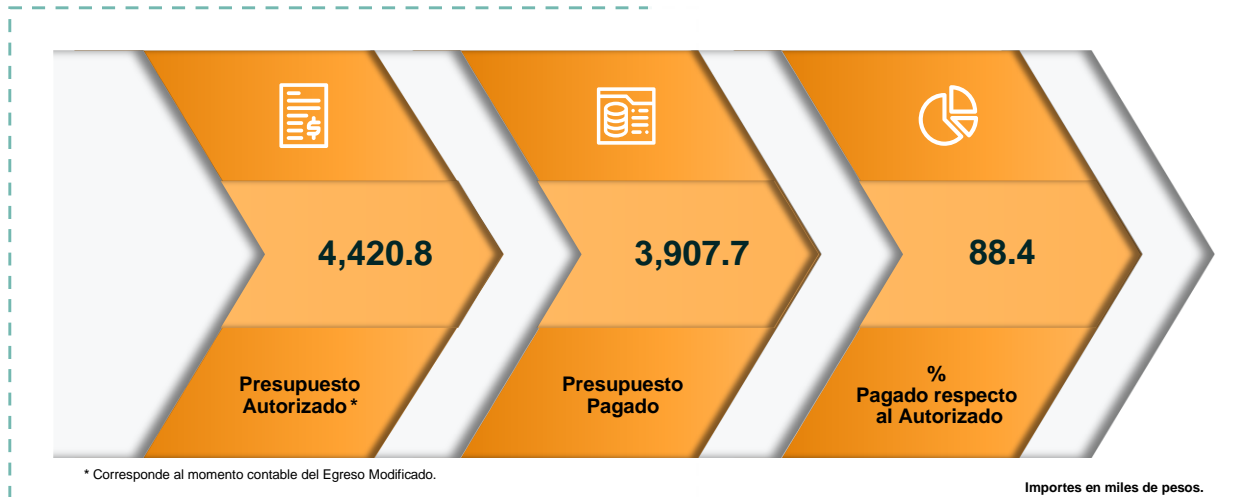 4,420.8
3,907.7
88.4
Presupuesto
Autorizado *
Presupuesto
Pagado
%
Pagado respecto
al Autorizado
* Corresponde al momento contable del Egreso Modificado.
Importes en miles de pesos.